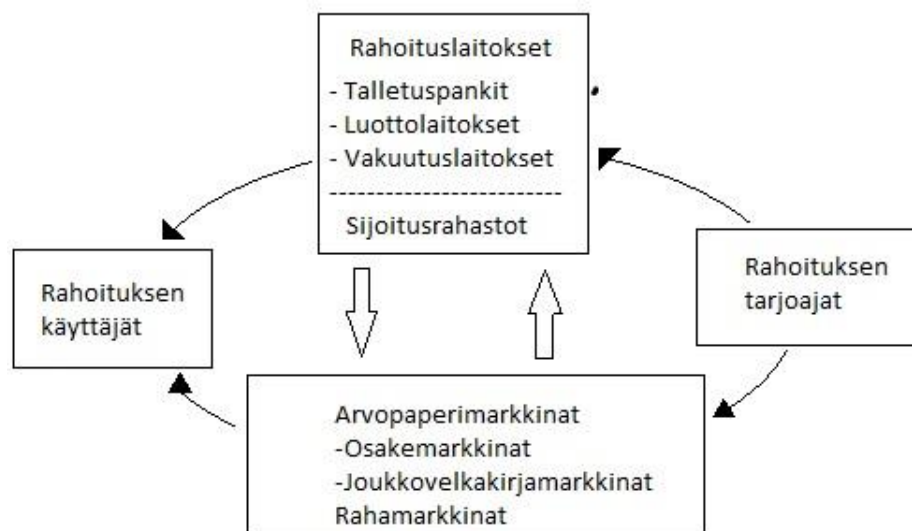 Rahoituslaitokset
- Talletuspankit
- Luottolaitokset
- Vakuutuslaitokset
----------------------------
Sijoitusrahastot
Rahoituksen
käyttäjät
Rahoituksen
tarjoajat
Arvopaperimarkkinat
-Osakemarkkinat
-Joukkovelkakirjamarkkinat
Rahamarkkinat